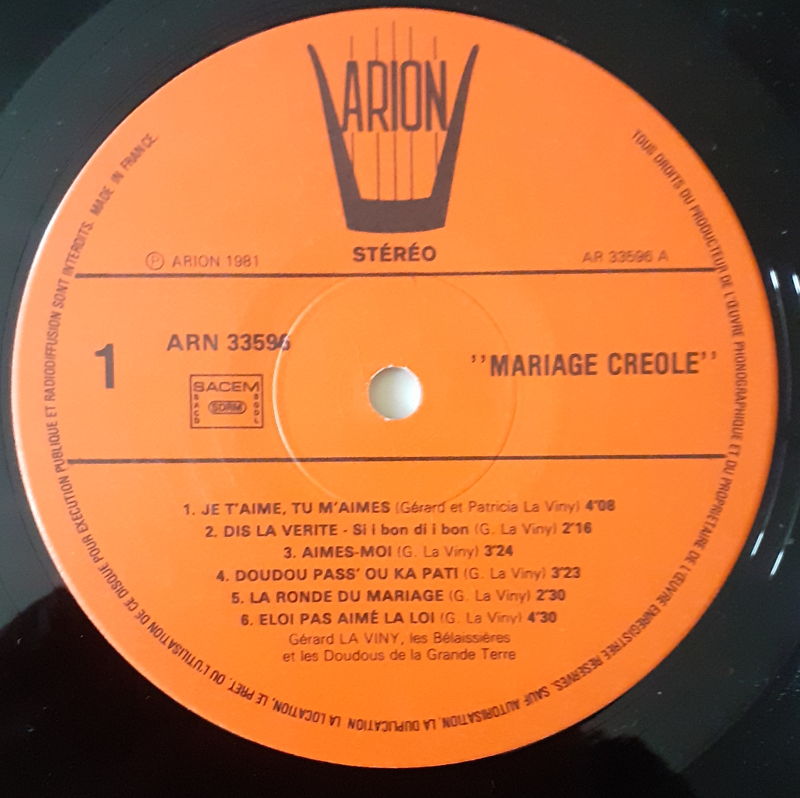 ARION
STÉRÉO
Ⓟ ARION 1981
AR 33596 A
1
ARN 33596
SACEM
SACD
SDRM
SGDL
"MARIAGE CREOLE"
1. JE T'AIME, TU M'AIMES (Gérard et Patricia La Viny) 4'08
2. DIS LA VERITE - Si i bon di i bon (G. La Viny) 2'16
3. AIMES-MOI (G. La Viny) 3'24
4. DOUDOU PASS' OU KA PATI (G. La Viny) 3'23
5. LA RONDE DU MARIAGE (G. La Viny) 2'30
6. ELOI PAS AIMÉ LA LOI (G. La Viny) 4'30
Gérard LA VINY, les Bélaissières
et les Doudous de la Grande Terre
TOUS DROITS DU PRODUCTEUR DE L'ŒUVRE PHONOGRAPHIQUE ET DU PROPRIETAIRE DE L'ŒUVRE ENREGISTREE RESERVES. SAUF AUTORISATION, LA DUPLICATION, LA LOCATION, LE PRET, OU L'UTILISATION DE CE DISQUE POUR EXECUTION PUBLIQUE ET RADIODIFFUSION SONT INTERDITS. MADE IN FRANCE.